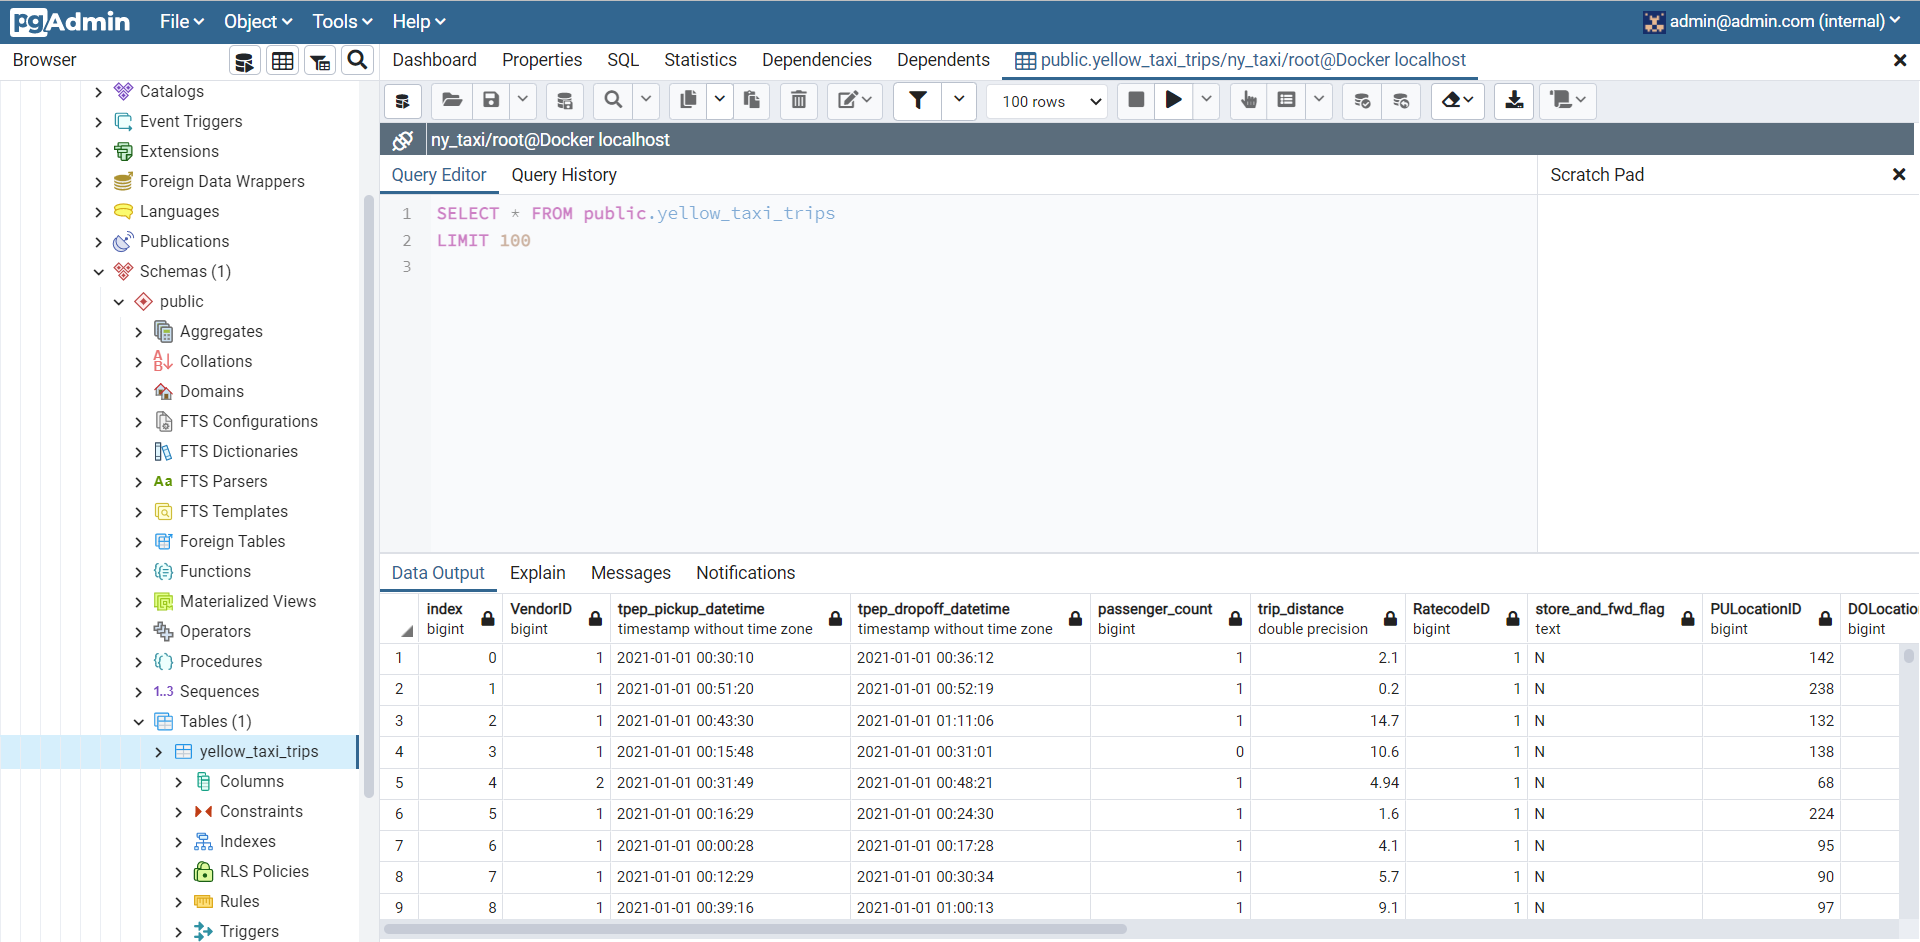 pgAdmin File Object Tools Help admin@admin.com (internal)
Browser
Dashboard Properties SQL Statistics Dependencies Dependents public.yellow_taxi_trips/ny_taxi/root@Docker localhost
100 rows
ny_taxi/root@Docker localhost
Query Editor Query History
Scratch Pad
1 SELECT * FROM public.yellow_taxi_trips
2 LIMIT 100
3
Catalogs
Event Triggers
Extensions
Foreign Data Wrappers
Languages
Publications
Schemas (1)
public
Aggregates
Collations
Domains
FTS Configurations
FTS Dictionaries
Aa FTS Parsers
FTS Templates
Foreign Tables
Functions
Materialized Views
Operators
Procedures
1..3 Sequences
Tables (1)
yellow_taxi_trips
Columns
Constraints
Indexes
RLS Policies
Rules
Triggers
Data Output Explain Messages Notifications
index VendorID tpep_pickup_datetime tpep_dropoff_datetime passenger_count trip_distance RatecodeID store_and_fwd_flag PULocationID DOLocatio
bigint bigint timestamp without time zone timestamp without time zone bigint double precision bigint text bigint bigint
1 0 1 2021-01-01 00:30:10 2021-01-01 00:36:12 1 2.1 1 N 142
2 1 1 2021-01-01 00:51:20 2021-01-01 00:52:19 1 0.2 1 N 238
3 2 1 2021-01-01 00:43:30 2021-01-01 01:11:06 1 14.7 1 N 132
4 3 1 2021-01-01 00:15:48 2021-01-01 00:31:01 0 10.6 1 N 138
5 4 2 2021-01-01 00:31:49 2021-01-01 00:48:21 1 4.94 1 N 68
6 5 1 2021-01-01 00:16:29 2021-01-01 00:24:30 1 1.6 1 N 224
7 6 1 2021-01-01 00:00:28 2021-01-01 00:17:28 1 4.1 1 N 95
8 7 1 2021-01-01 00:12:29 2021-01-01 00:30:34 1 5.7 1 N 90
9 8 1 2021-01-01 00:39:16 2021-01-01 01:00:13 1 9.1 1 N 97